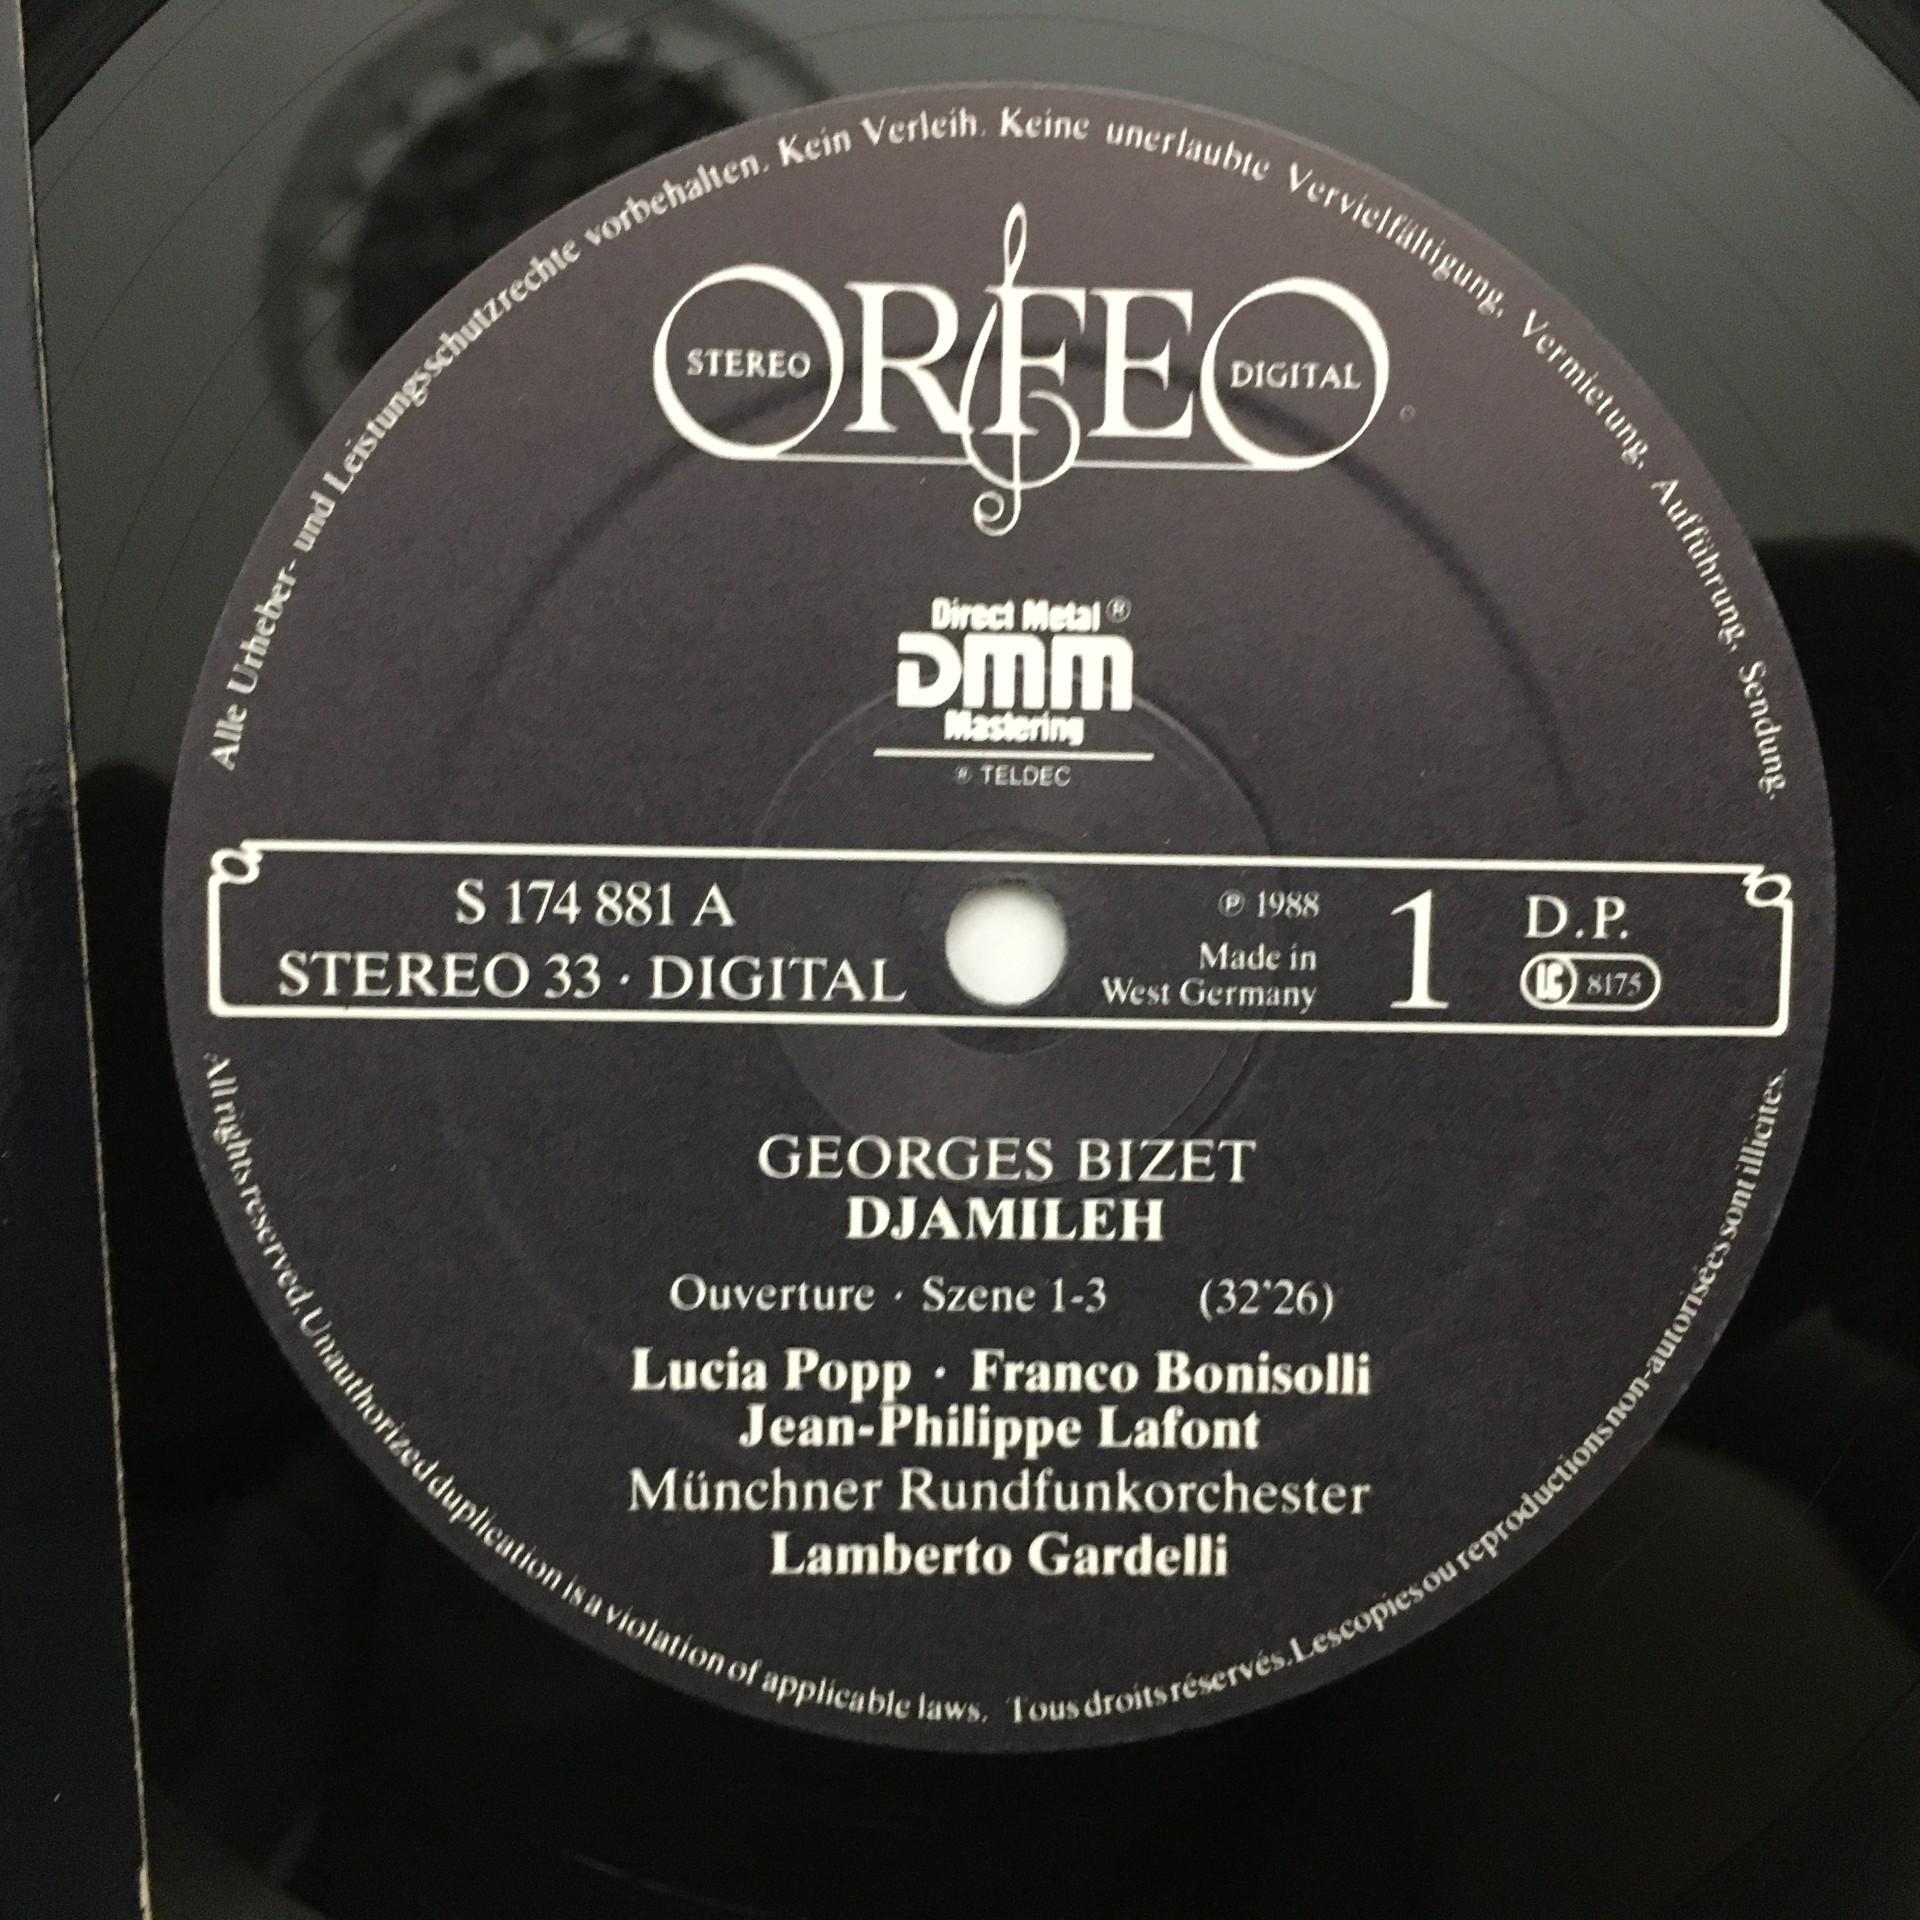 Alle Urheber- und Leistungsschutzrechte vorbehalten. Kein Verleih. Keine unerlaubte Vervielfältigung, Vermietung, Aufführung, Sendung.
ORFEO
STEREO
DIGITAL
Direct Metal ®
DMM
Mastering
® TELDEC
S 174 881 A
STEREO 33 · DIGITAL
℗ 1988
Made in
West Germany
1
D.P.
LC 8175
GEORGES BIZET
DJAMILEH
Ouverture · Szene 1-3 (32'26)
Lucia Popp · Franco Bonisolli
Jean-Philippe Lafont
Münchner Rundfunkorchester
Lamberto Gardelli
All rights reserved. Unauthorized duplication is a violation of applicable laws. Tous droits réservés. Les copies ou reproductions non-autorisées sont illicites.